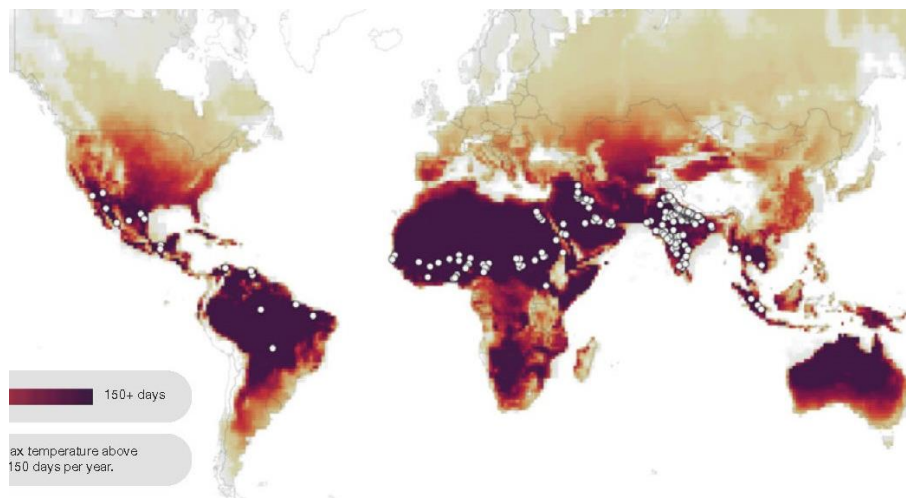 150+ days
ax temperature above
150 days per year.